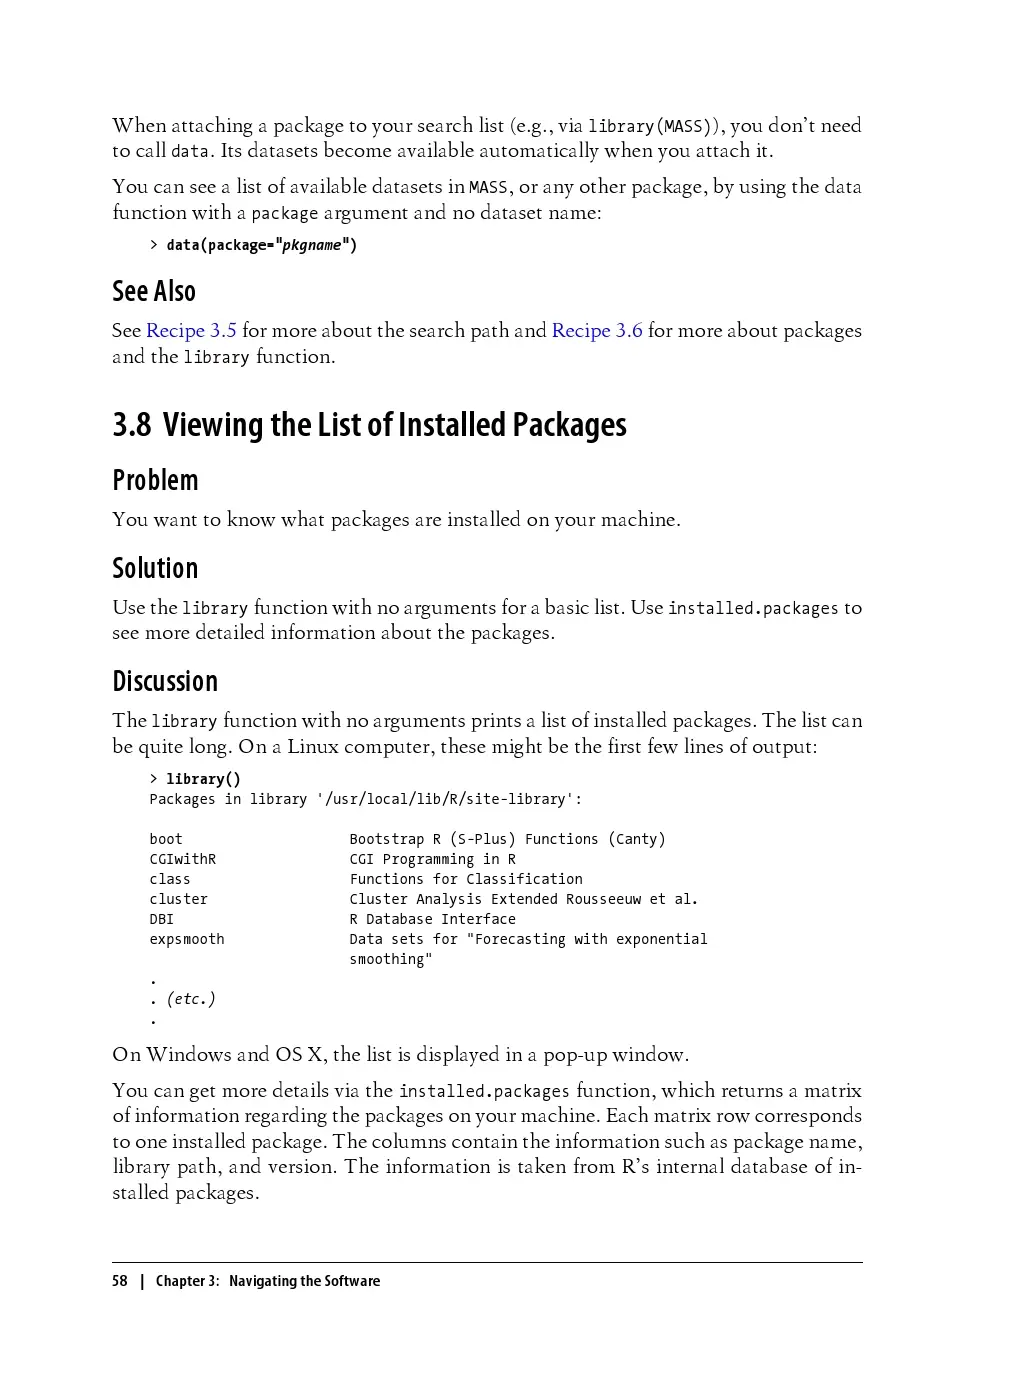 When attaching a package to your search list (e.g., via library(MASS)), you don’t need
to call data. Its datasets become available automatically when you attach it.
You can see a list of available datasets in MASS, or any other package, by using the data
function with a package argument and no dataset name:
> data(package="pkgname")
See Also
See Recipe 3.5 for more about the search path and Recipe 3.6 for more about packages
and the library function.
3.8 Viewing the List of Installed Packages
Problem
You want to know what packages are installed on your machine.
Solution
Use the library function with no arguments for a basic list. Use installed.packages to
see more detailed information about the packages.
Discussion
The library function with no arguments prints a list of installed packages. The list can
be quite long. On a Linux computer, these might be the first few lines of output:
> library()
Packages in library '/usr/local/lib/R/site-library':
boot Bootstrap R (S-Plus) Functions (Canty)
CGIwithR CGI Programming in R
class Functions for Classification
cluster Cluster Analysis Extended Rousseeuw et al.
DBI R Database Interface
expsmooth Data sets for "Forecasting with exponential
smoothing"
.
. (etc.)
.
On Windows and OS X, the list is displayed in a pop-up window.
You can get more details via the installed.packages function, which returns a matrix
of information regarding the packages on your machine. Each matrix row corresponds
to one installed package. The columns contain the information such as package name,
library path, and version. The information is taken from R’s internal database of in-
stalled packages.
58 | Chapter 3: Navigating the Software